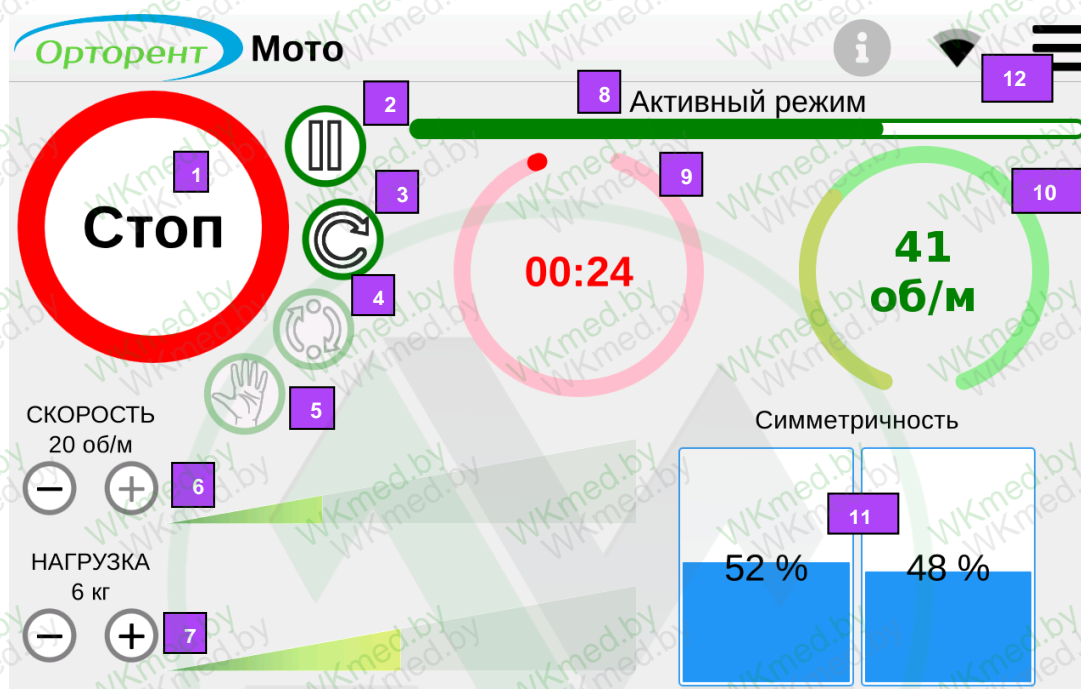 Орторент Мото
12
8 Активный режим
2
1
9
3
10
Стоп
41
об/м
00:24
4
5
СКОРОСТЬ
20 об/м
6
Симметричность
11
52 % 48 %
НАГРУЗКА
6 кг
7
WKmed.by